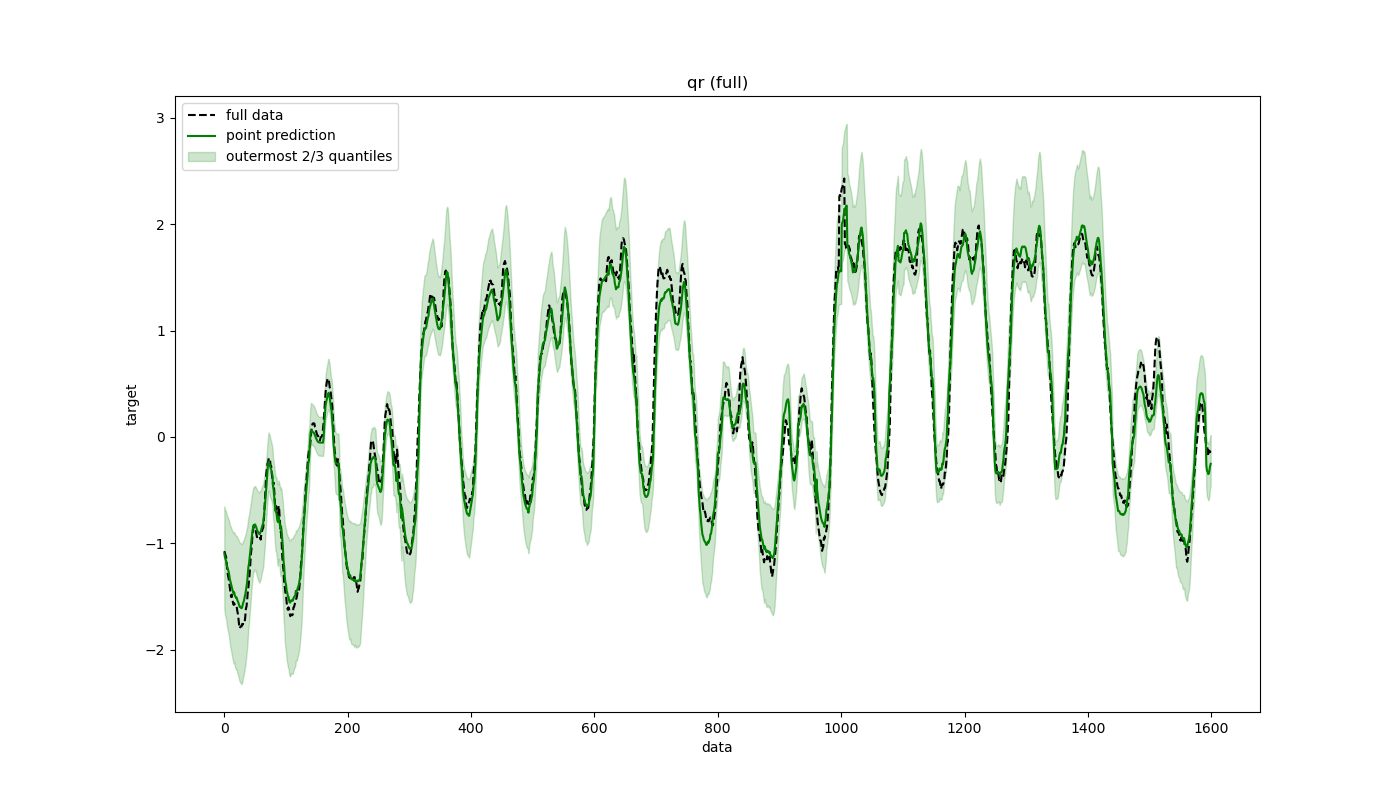 qr (full)
full data
point prediction
outermost 2/3 quantiles
3
2
1
0
−1
−2
target
0
200
400
600
800
1000
1200
1400
1600
data